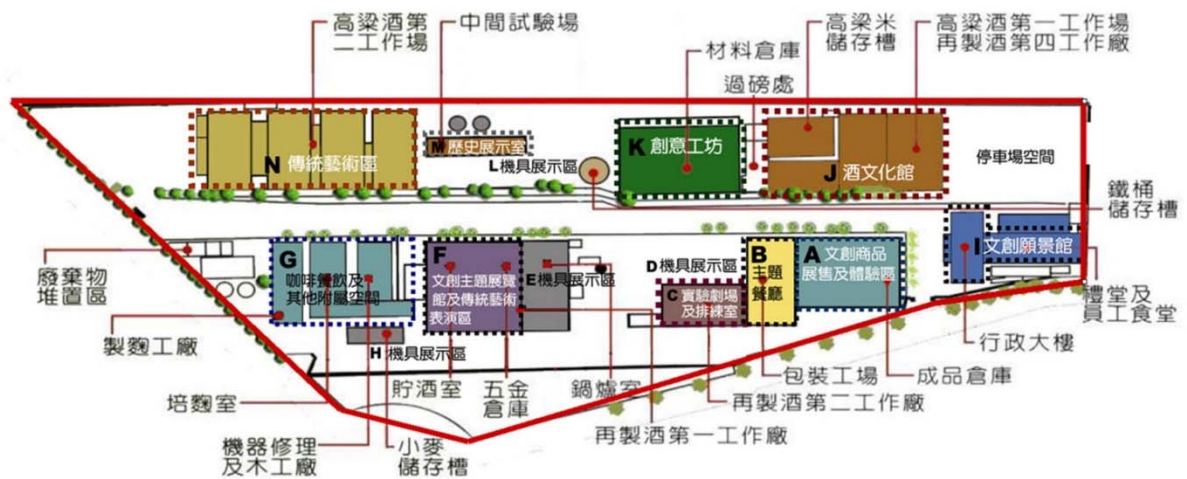 高粱酒第
二工作場
中間試驗場
材料倉庫
過磅處
高粱米
儲存槽
高粱酒第一工作場
再製酒第四工作廠
N 傳統藝術區
M 歷史展示室
L 機具展示區
K 創意工坊
J 酒文化館
停車場空間
鐵桶
儲存槽
G
咖啡餐飲及
其他附屬空間
F
文創主題展覽
館及傳統藝術
表演區
E 機具展示區
D 機具展示區
C 實驗劇場
及排練室
B
主題
餐廳
A 文創商品
展售及體驗區
I 文創願景館
H 機具展示區
廢棄物
堆置區
製麴工廠
培麴室
機器修理
及木工廠
小麥
儲存槽
貯酒室
五金
倉庫
鍋爐室
再製酒第一工作廠
再製酒第二工作廠
包裝工場
成品倉庫
行政大樓
禮堂及
員工食堂